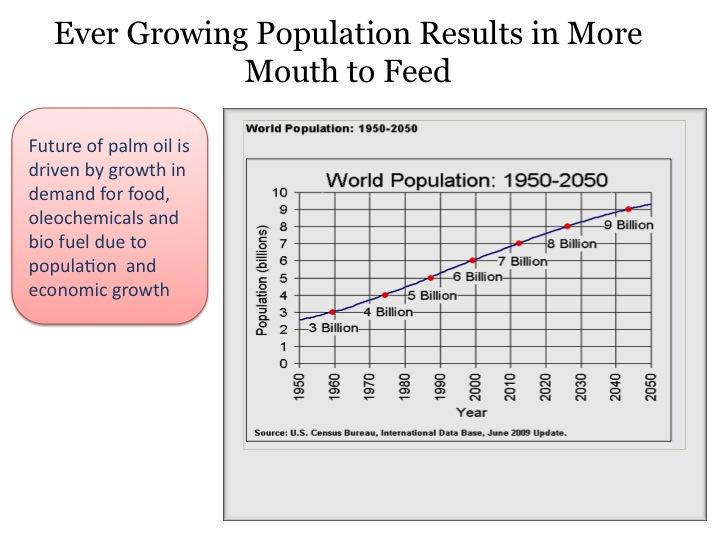 Ever Growing Population Results in More
Mouth to Feed
Future of palm oil is
driven by growth in
demand for food,
oleochemicals and
bio fuel due to
population and
economic growth
World Population: 1950-2050
World Population: 1950-2050
Population (billions)
10
9
8
7
6
5
4
3
2
1
0
3 Billion
4 Billion
5 Billion
6 Billion
7 Billion
8 Billion
9 Billion
1950
1960
1970
1980
1990
2000
2010
2020
2030
2040
2050
Year
Source: U.S. Census Bureau, International Data Base, June 2009 Update.